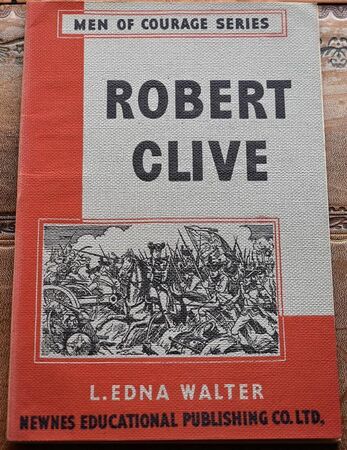 MEN OF COURAGE SERIES
ROBERT
CLIVE
L. EDNA WALTER
NEWNES EDUCATIONAL PUBLISHING CO. LTD.